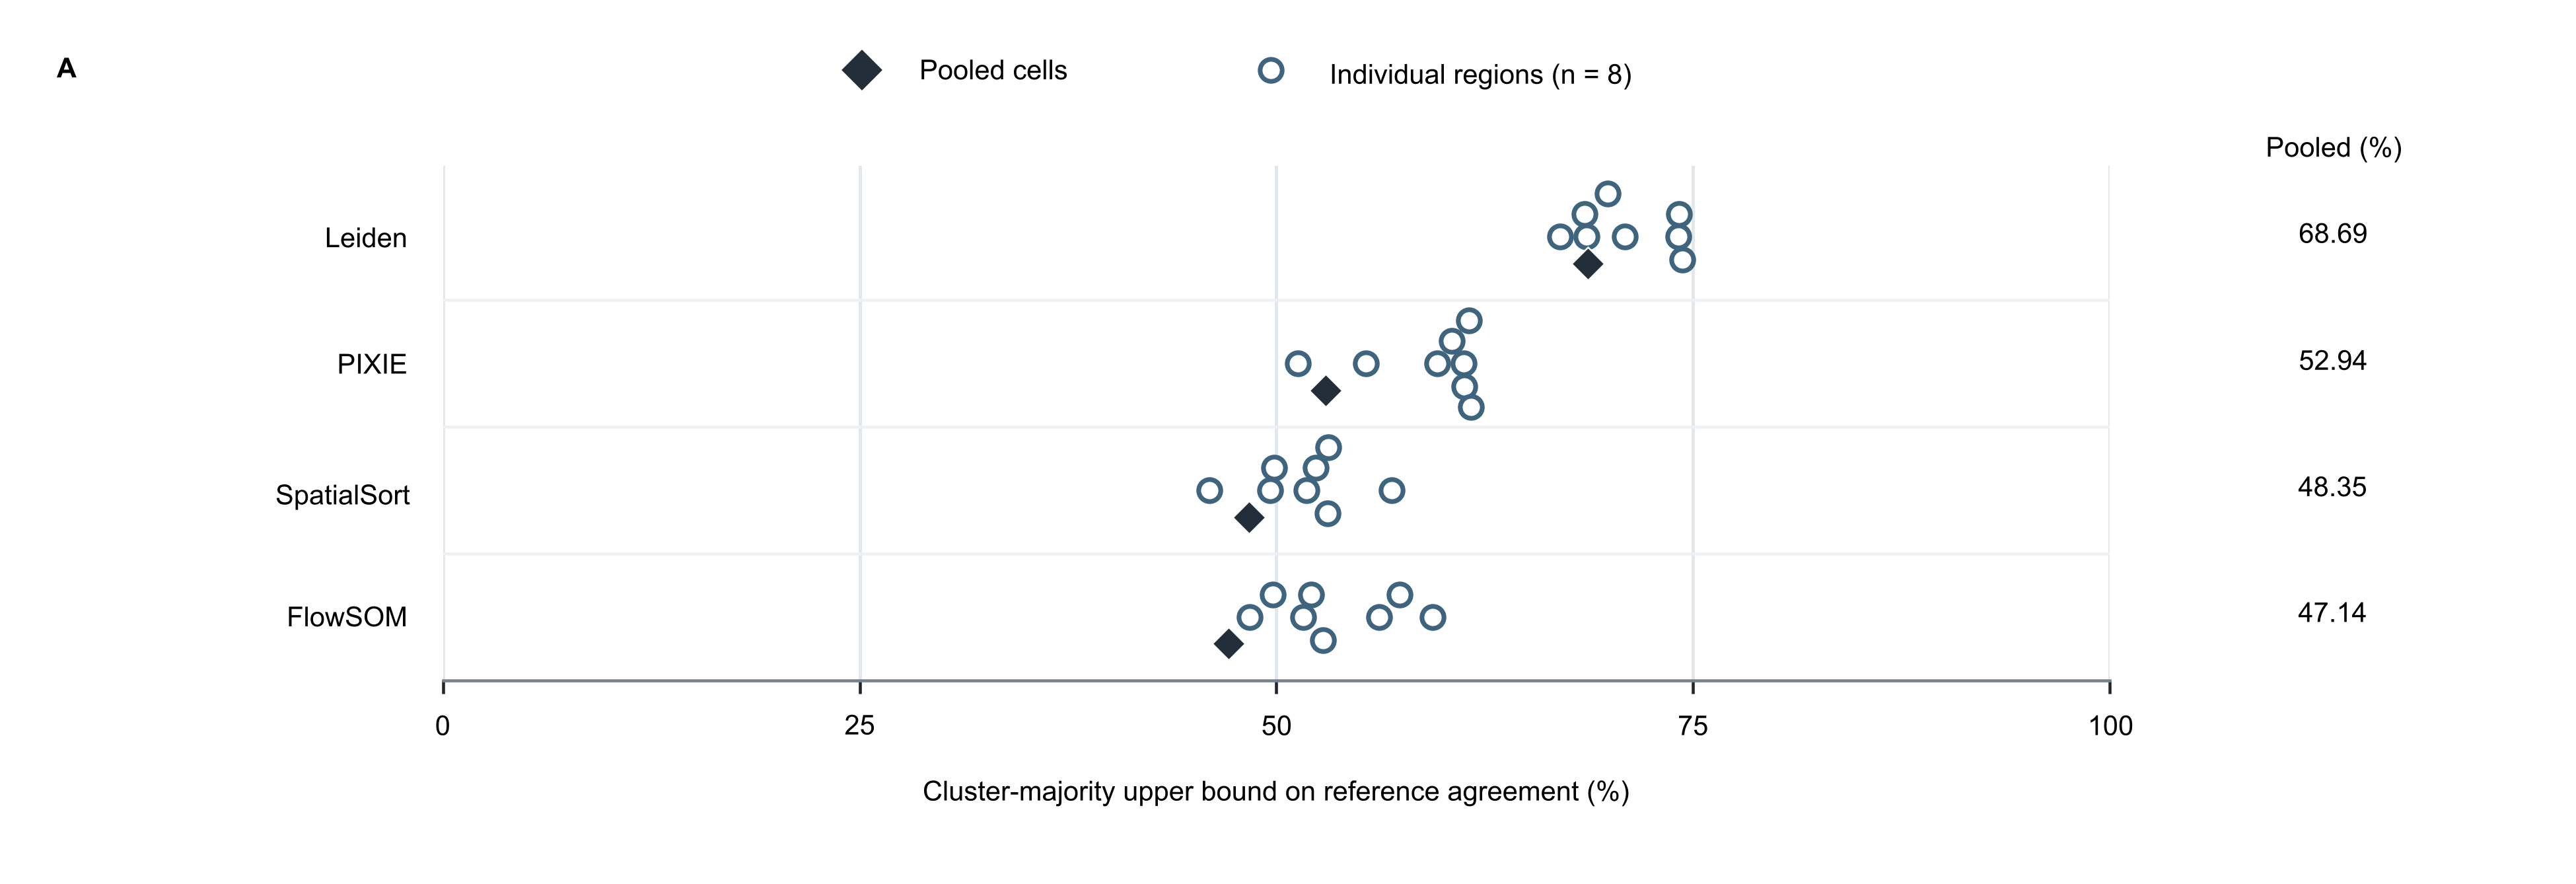 A
Pooled cells
Individual regions (n = 8)
Pooled (%)
Leiden
68.69
PIXIE
52.94
SpatialSort
48.35
FlowSOM
47.14
0
25
50
75
100
Cluster-majority upper bound on reference agreement (%)